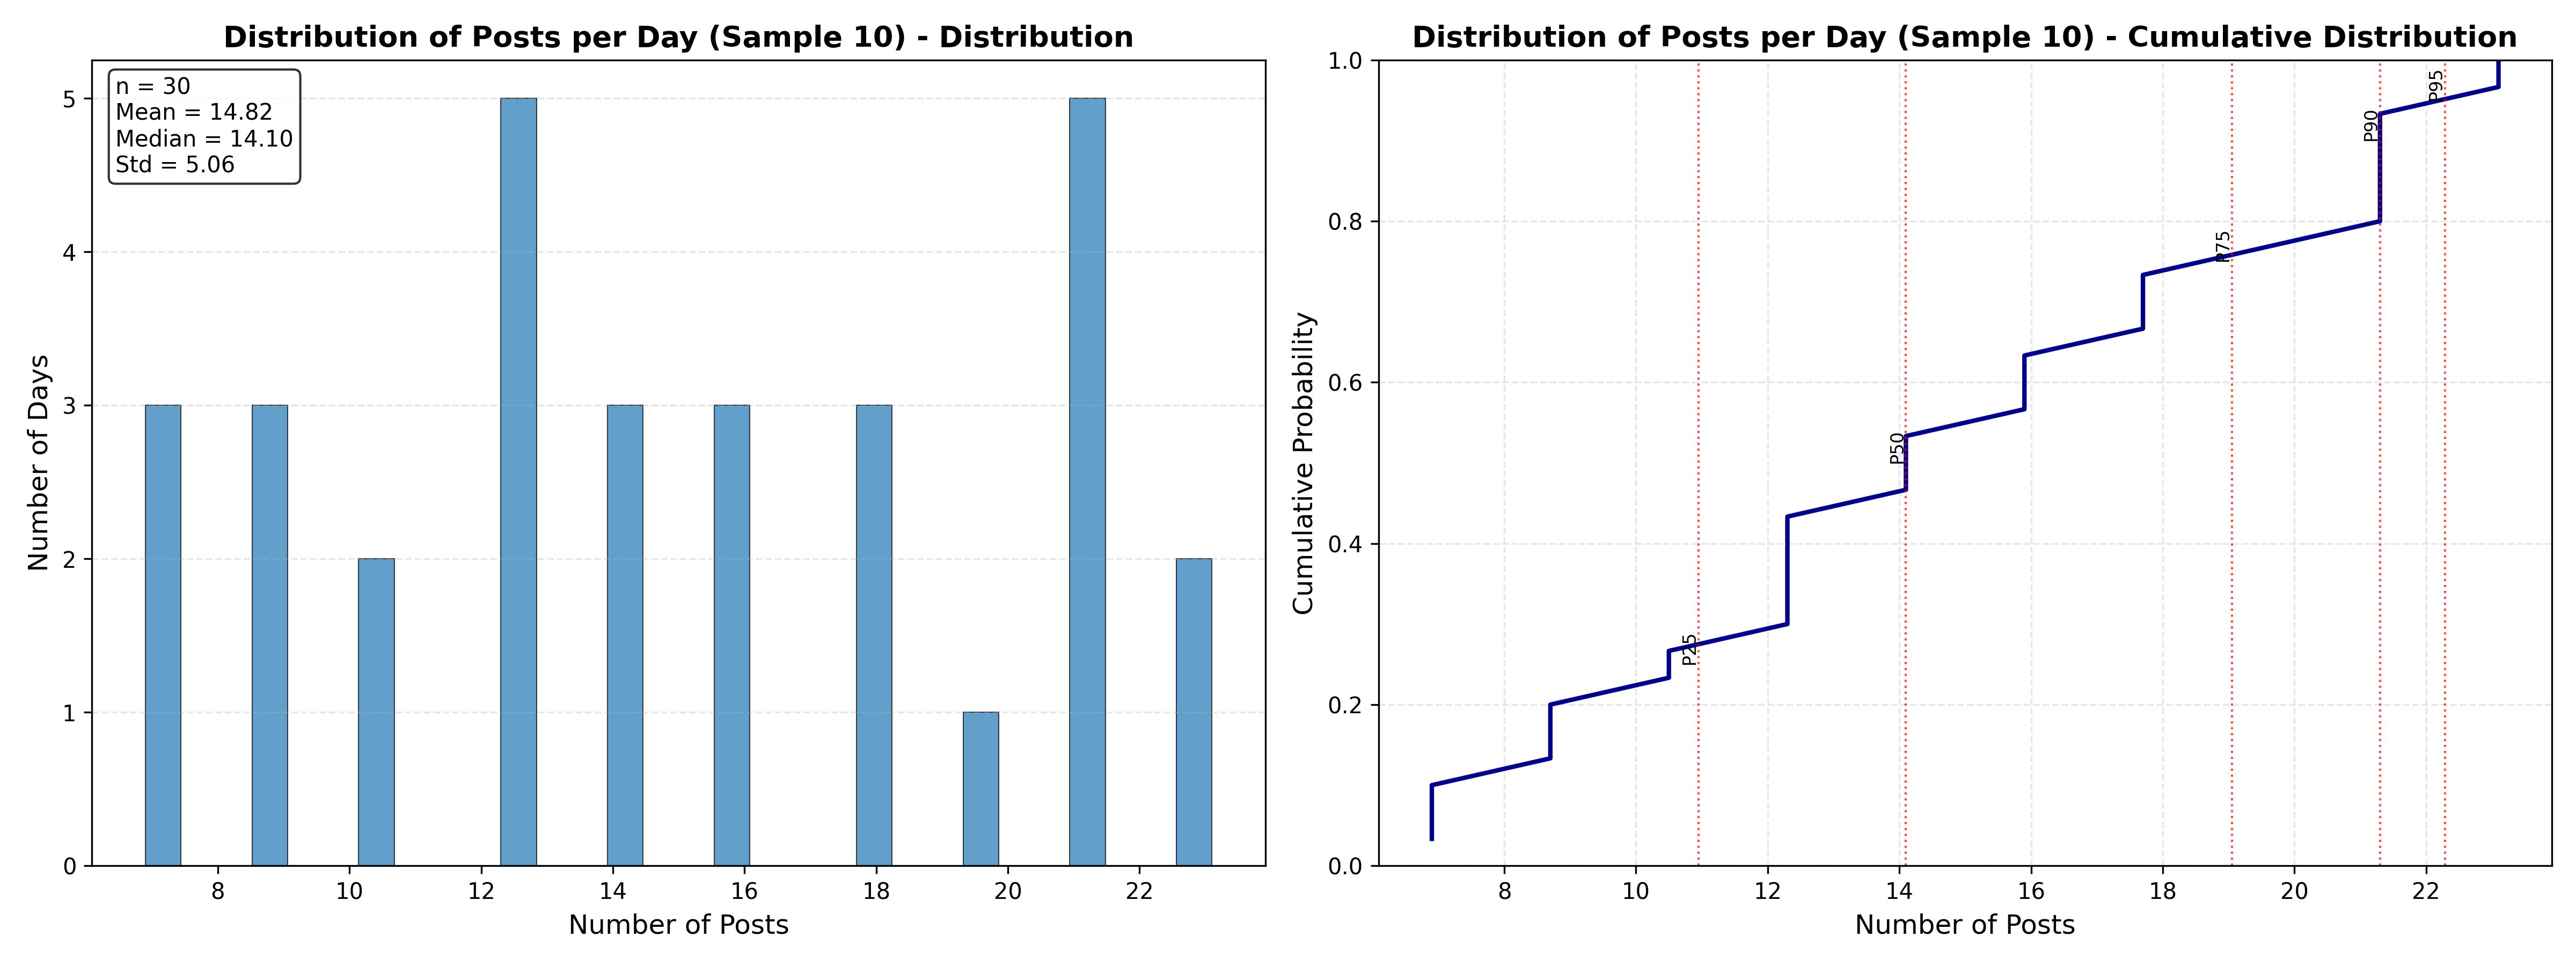 Distribution of Posts per Day (Sample 10) - Distribution
n = 30
Mean = 14.82
Median = 14.10
Std = 5.06
5
4
3
2
1
0
Number of Days
8 10 12 14 16 18 20 22
Number of Posts
Distribution of Posts per Day (Sample 10) - Cumulative Distribution
1.0
0.8
0.6
0.4
0.2
0.0
Cumulative Probability
P25
P50
P75
P90
P95
8 10 12 14 16 18 20 22
Number of Posts